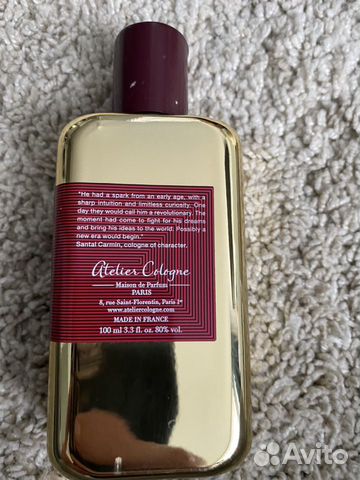 "He had a spark from an early age, with a
sharp intuition and limitless curiosity. One
day they would call him a revolutionary. The
moment had come to fight for his dreams
and bring his ideas to the world. Possibly a
new era would begin."
Santal Carmin, cologne of character.
Atelier Cologne
Maison de Parfum
PARIS
8, rue Saint-Florentin, Paris 1er
www.ateliercologne.com
MADE IN FRANCE
100 ml 3.3 fl. oz. 80% vol.
Avito